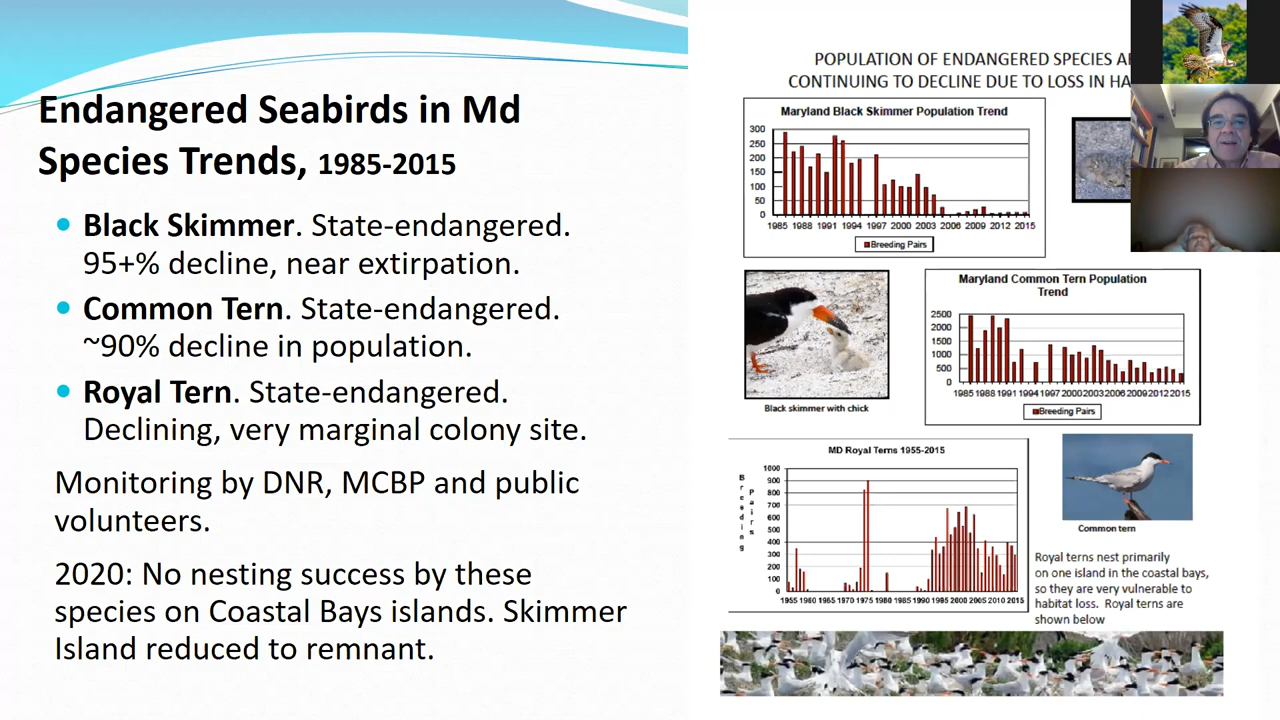 Endangered Seabirds in Md
Species Trends, 1985-2015
Black Skimmer. State-endangered.
95+% decline, near extirpation.
Common Tern. State-endangered.
~90% decline in population.
Royal Tern. State-endangered.
Declining, very marginal colony site.
Monitoring by DNR, MCBP and public
volunteers.
2020: No nesting success by these
species on Coastal Bays islands. Skimmer
Island reduced to remnant.
POPULATION OF ENDANGERED SPECIES
CONTINUING TO DECLINE DUE TO LOSS IN
Maryland Black Skimmer Population Trend
300
250
200
150
100
50
0
1985 1988 1991 1994 1997 2000 2003 2006 2009 2012 2015
Breeding Pairs
Black skimmer with chick
Maryland Common Tern Population
Trend
2500
2000
1500
1000
500
0
1985 1988 1991 1994 1997 2000 2003 2006 2009 2012 2015
Breeding Pairs
MD Royal Terns 1955-2015
Breeding
Pairs
1000
900
800
700
600
500
400
300
200
100
0
1955 1960 1965 1970 1975 1980 1985 1990 1995 2000 2005 2010 2015
Common tern
Royal terns nest primarily
on one island in the coastal bays,
so they are very vulnerable to
habitat loss. Royal terns are
shown below